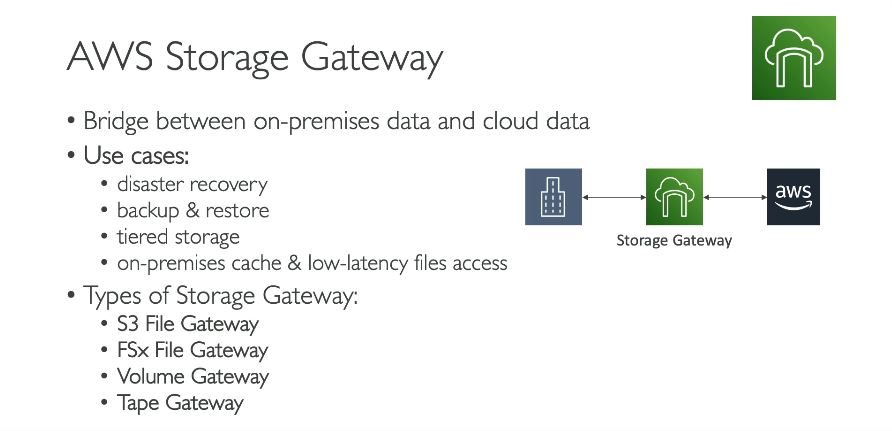 AWS Storage Gateway
• Bridge between on-premises data and cloud data
• Use cases:
• disaster recovery
• backup & restore
• tiered storage
• on-premises cache & low-latency files access
• Types of Storage Gateway:
• S3 File Gateway
• FSx File Gateway
• Volume Gateway
• Tape Gateway
aws
Storage Gateway